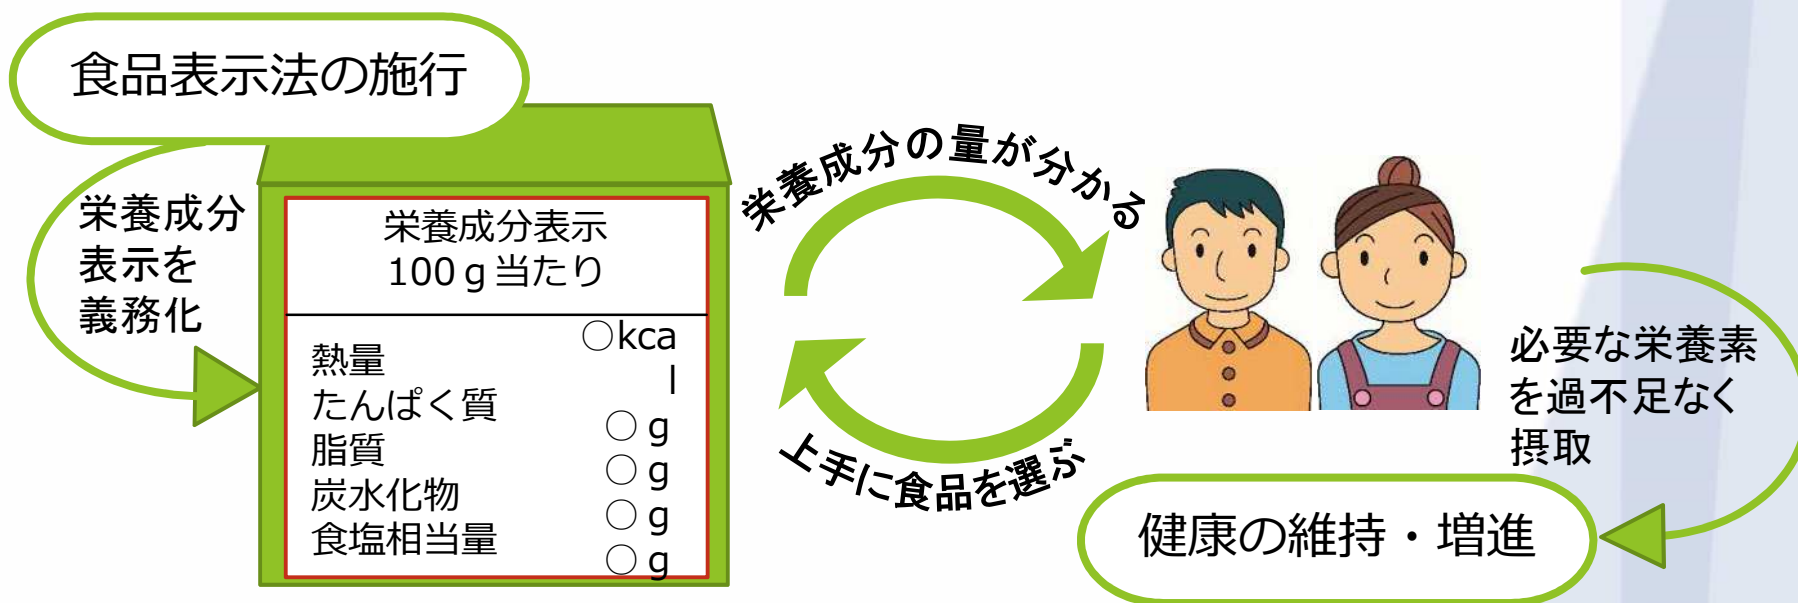 食品表示法の施行
栄養成分
表示を
義務化
栄養成分表示
100ｇ当たり
熱量
たんぱく質
脂質
炭水化物
食塩相当量
○kca
l
○ｇ
○ｇ
○ｇ
○ｇ
栄養成分の量が分かる
上手に食品を選ぶ
必要な栄養素
を過不足なく
摂取
健康の維持・増進